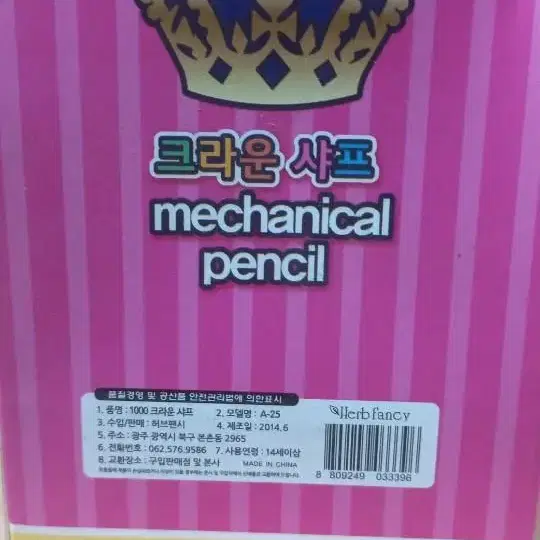 크라운 샤프
mechanical
pencil
품질경영 및 공산품 안전관리법에 의한표시
1. 품명 : 1000 크라운 샤프 2. 모델명 : A-25
3. 수입/판매 : 허브팬시 4. 제조일 : 2014.6
5. 주소 : 광주 광역시 북구 본촌동 2965
6. 전화번호 : 062.576.9586 7. 사용연령 : 14세이상
8. 교환장소 : 구입판매점 및 본사 MADE IN CHINA
Herbfancy
8 809249 033396